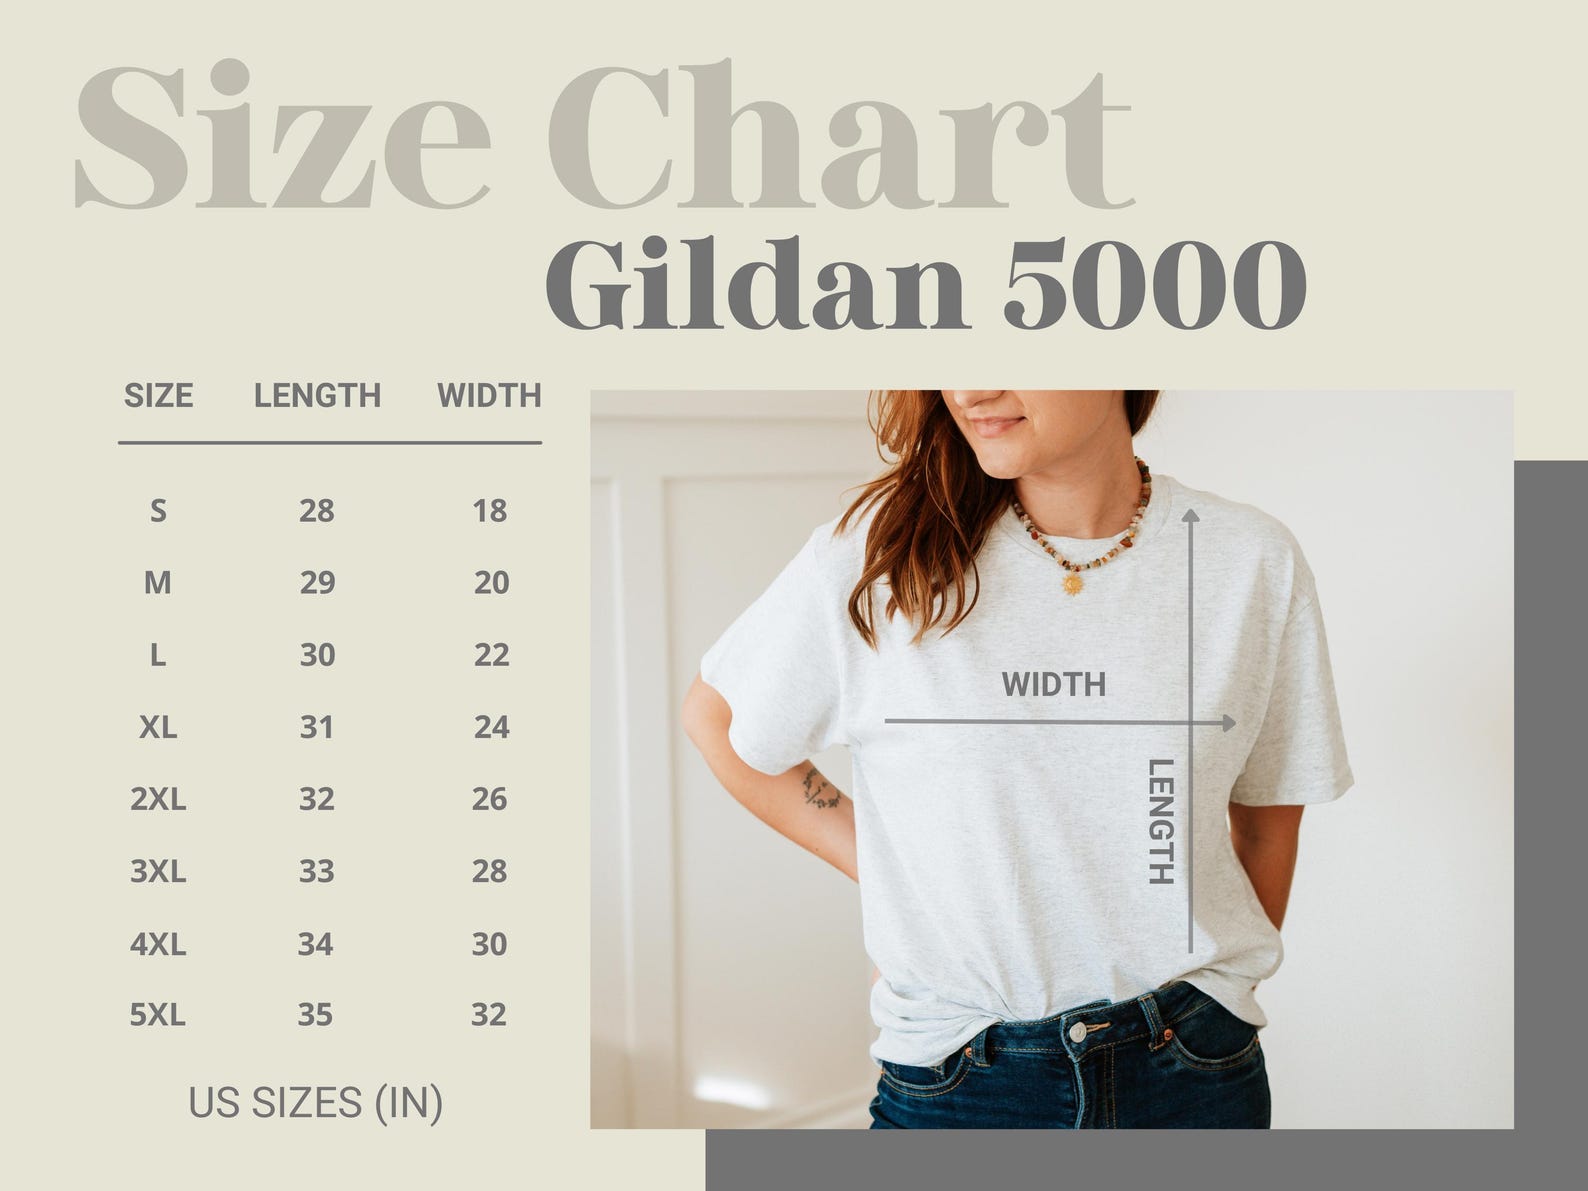 Size Chart
Gildan 5000
SIZE LENGTH WIDTH
S 28 18
M 29 20
L 30 22
XL 31 24
2XL 32 26
3XL 33 28
4XL 34 30
5XL 35 32
US SIZES (IN)
WIDTH
LENGTH